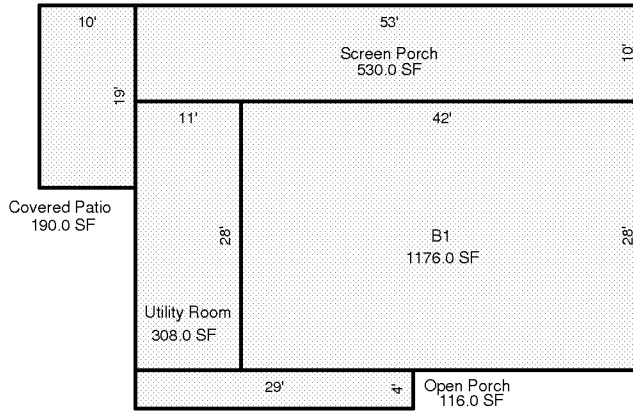 10'
53'
Screen Porch
530.0 SF
10'
19'
11'
42'
Covered Patio
190.0 SF
28'
B1
1176.0 SF
28'
Utility Room
308.0 SF
29'
4'
Open Porch
116.0 SF